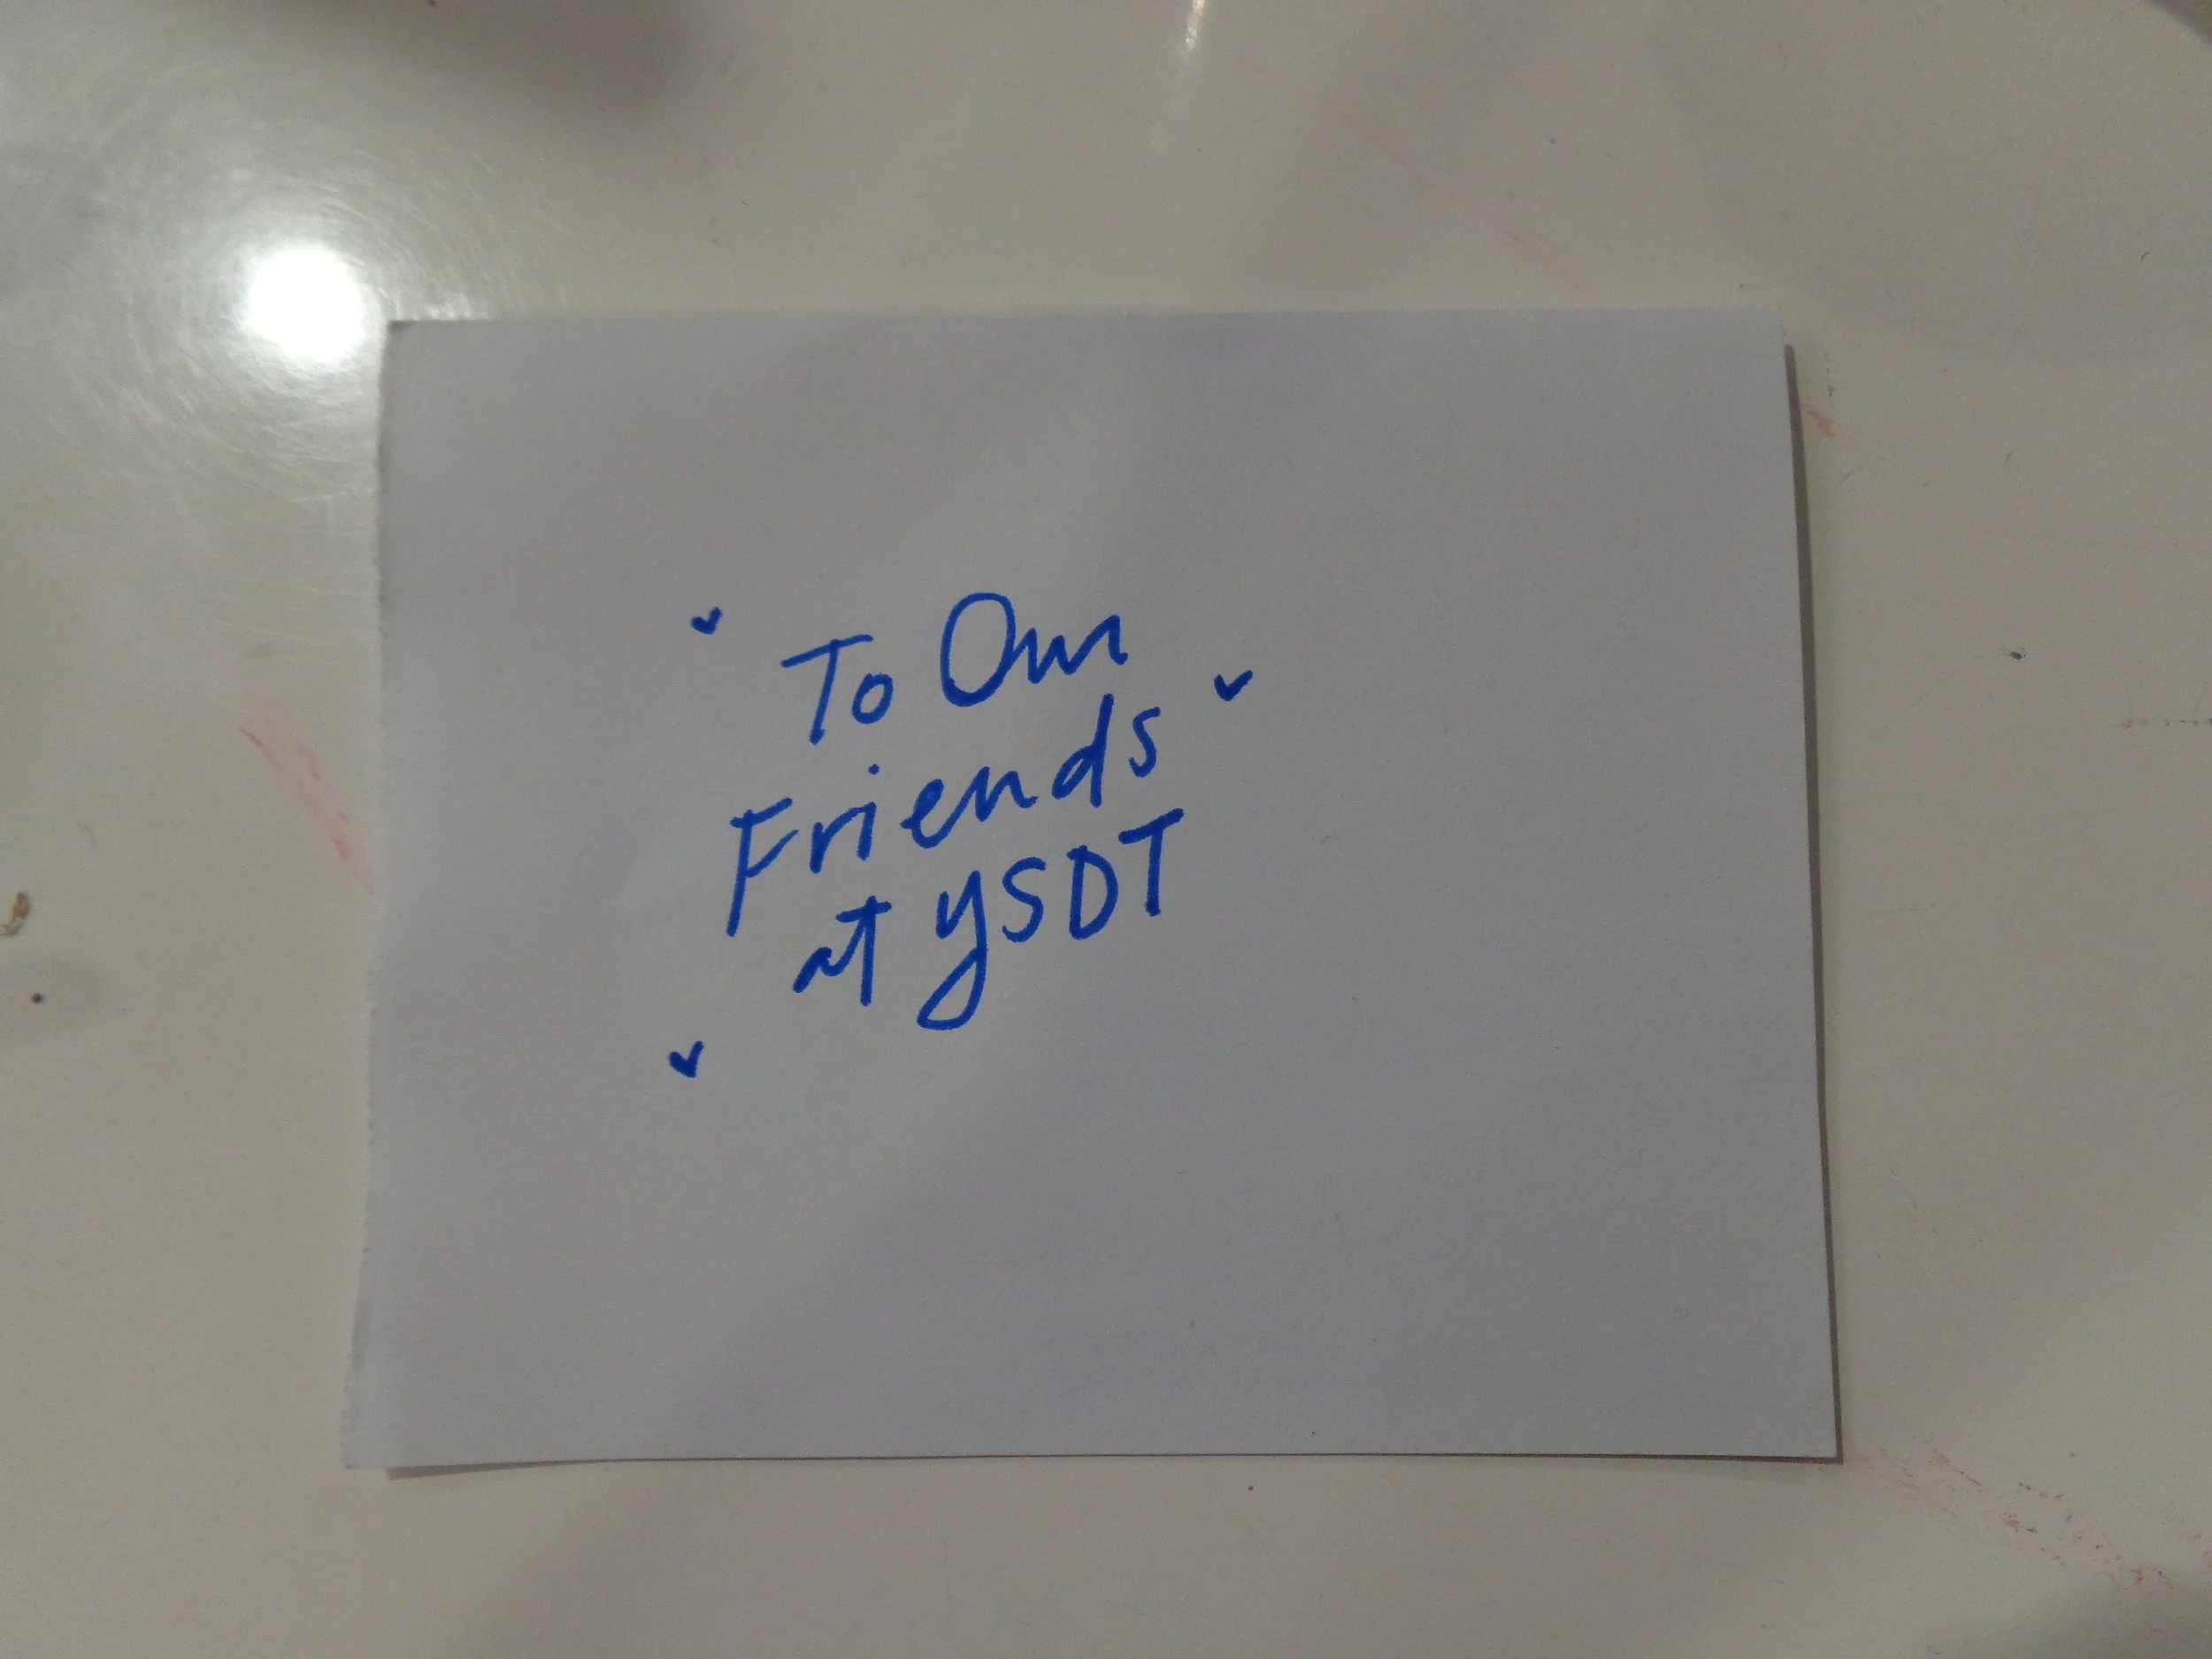 To Our
Friends
at YSDT